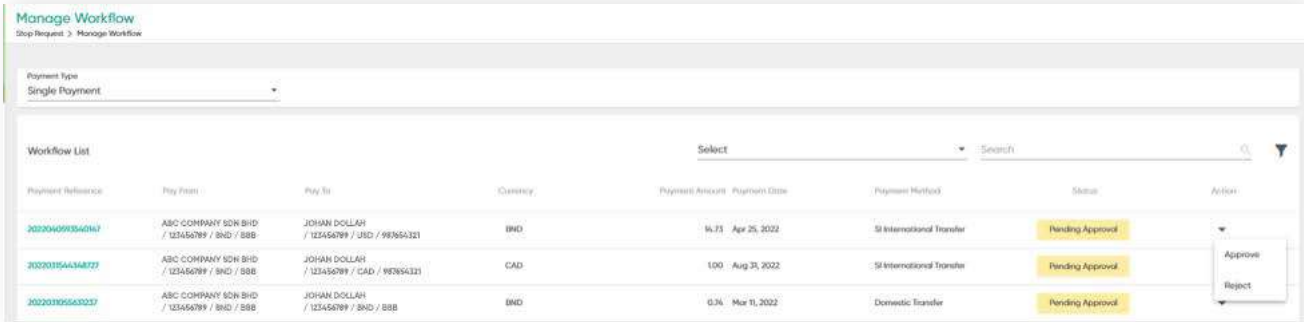 Manage Workflow
Stop Request > Manage Workflow
Payment Type
Single Payment
Workflow List
Select
Search
Payment Reference Pay From Pay To Currency Payment Amount Payment Date Payment Method Status Action
ABC COMPANY SDN BHD JOHAN DOLLAH
/ 123456789 / BND / BBB / 123456789 / USD / 987654321
BND 14.73 Apr 25, 2022 SI International Transfer Pending Approval
Approve
ABC COMPANY SDN BHD JOHAN DOLLAH
2022031544348727 / 123456789 / BND / BBB / 123456789 / CAD / 987654321
CAD 1.00 Aug 31, 2022 SI International Transfer Pending Approval
Reject
ABC COMPANY SDN BHD JOHAN DOLLAH
/ 123456789 / BND / BBB / 123456789 / BND / BBB
BND 0.74 Mar 11, 2022 Domestic Transfer Pending Approval